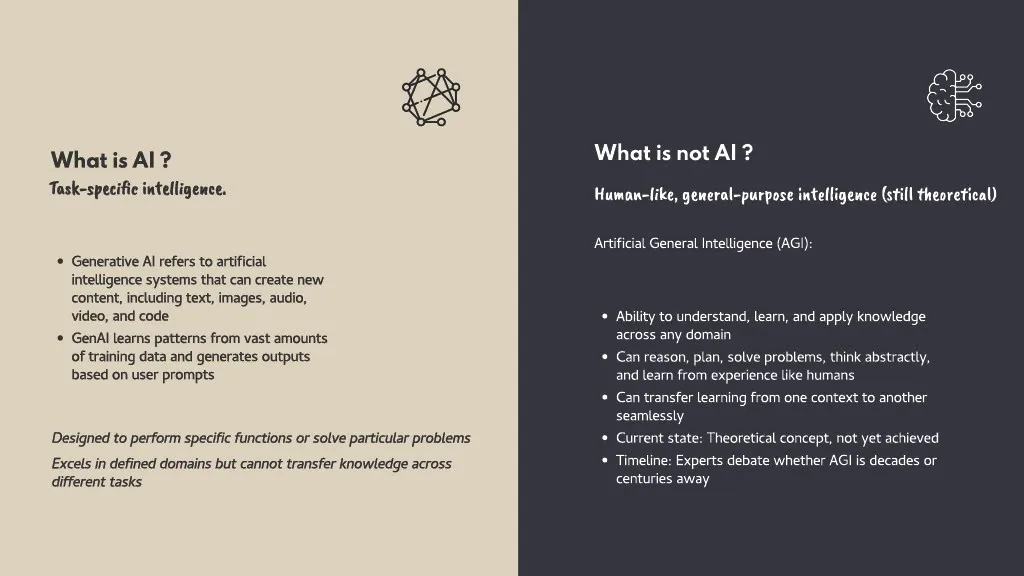 What is AI ?
Task-specific intelligence.
• Generative AI refers to artificial
intelligence systems that can create new
content, including text, images, audio,
video, and code
• GenAI learns patterns from vast amounts
of training data and generates outputs
based on user prompts
Designed to perform specific functions or solve particular problems
Excels in defined domains but cannot transfer knowledge across
different tasks
What is not AI ?
Human-like, general-purpose intelligence (still theoretical)
Artificial General Intelligence (AGI):
• Ability to understand, learn, and apply knowledge
across any domain
• Can reason, plan, solve problems, think abstractly,
and learn from experience like humans
• Can transfer learning from one context to another
seamlessly
• Current state: Theoretical concept, not yet achieved
• Timeline: Experts debate whether AGI is decades or
centuries away